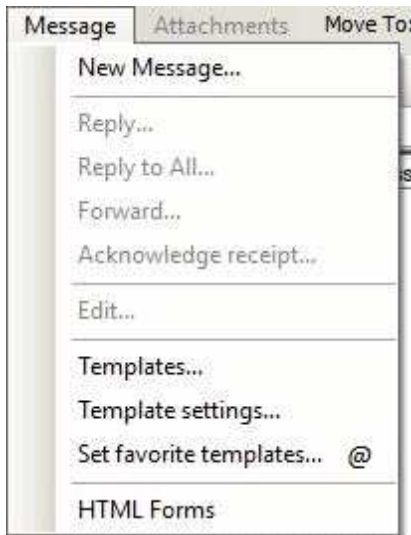 Message Attachments Move To:
New Message...
Reply...
Reply to All...
Forward...
Acknowledge receipt...
Edit...
Templates...
Template settings...
Set favorite templates... @
HTML Forms